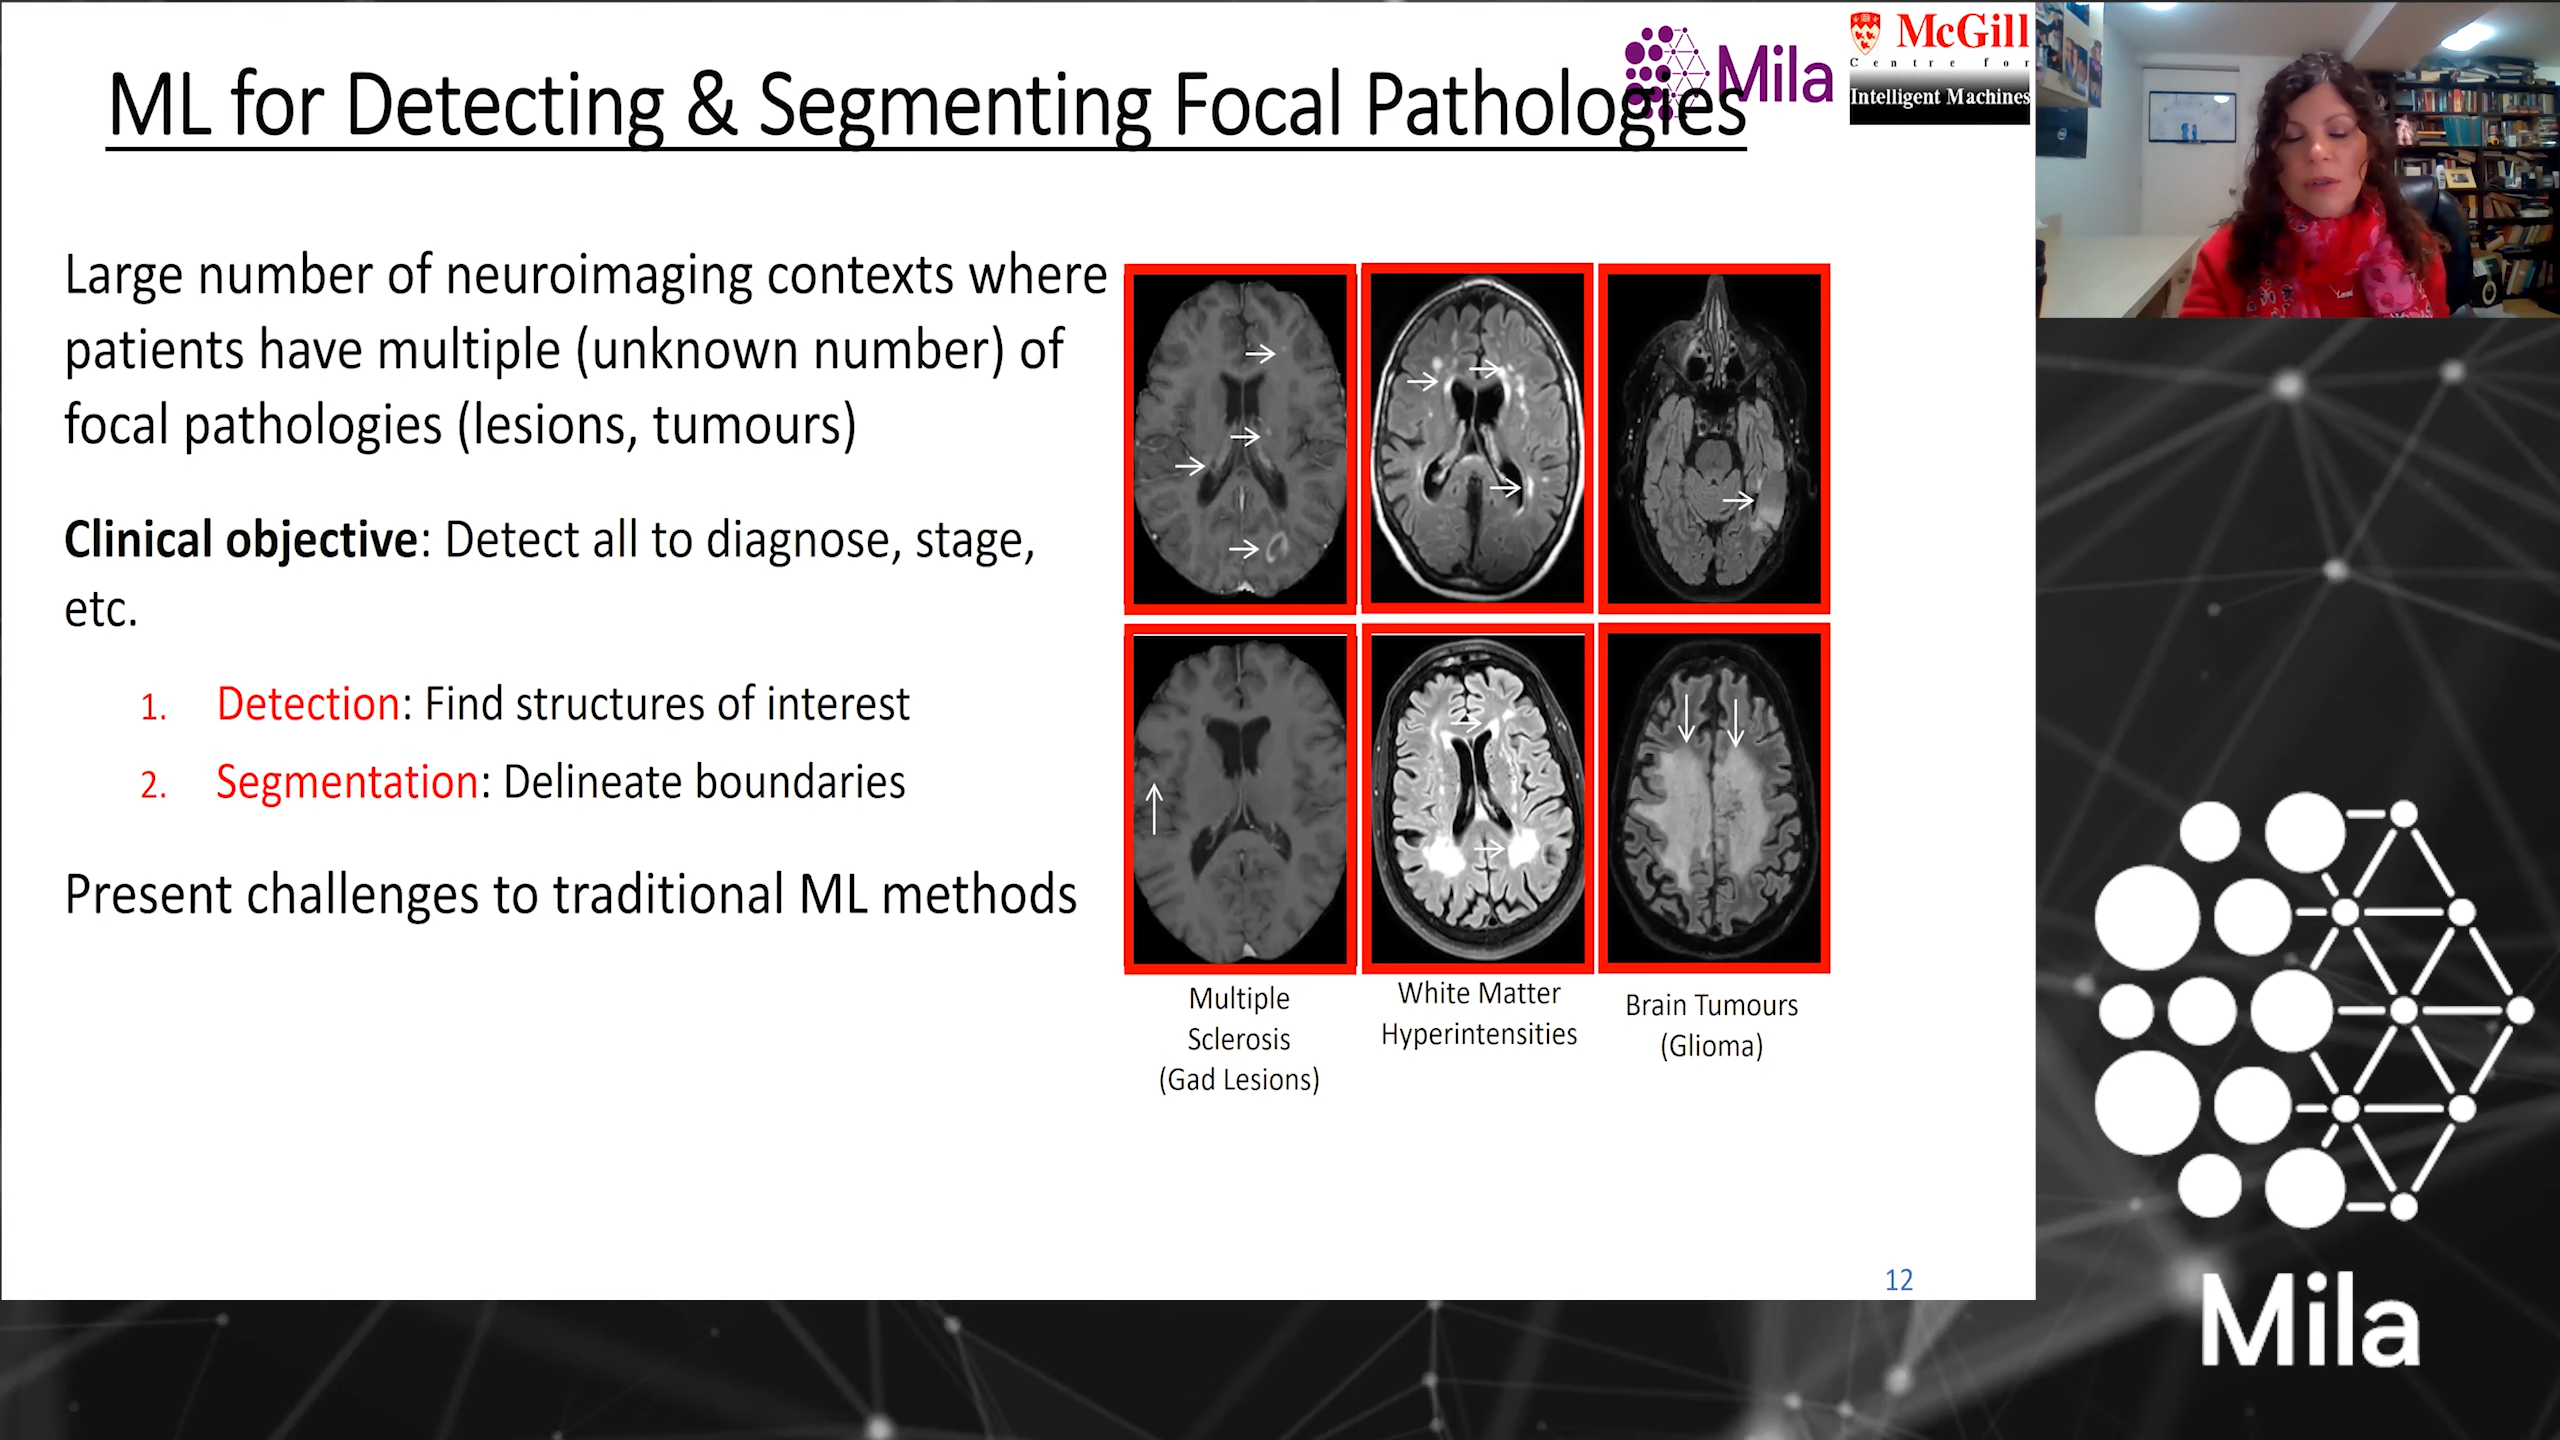 ML for Detecting & Segmenting Focal Pathologies
Mila
McGill
Centre for
Intelligent Machines
Large number of neuroimaging contexts where
patients have multiple (unknown number) of
focal pathologies (lesions, tumours)
Clinical objective: Detect all to diagnose, stage,
etc.
1. Detection: Find structures of interest
2. Segmentation: Delineate boundaries
Present challenges to traditional ML methods
Multiple
Sclerosis
(Gad Lesions)
White Matter
Hyperintensities
Brain Tumours
(Glioma)
12
Mila